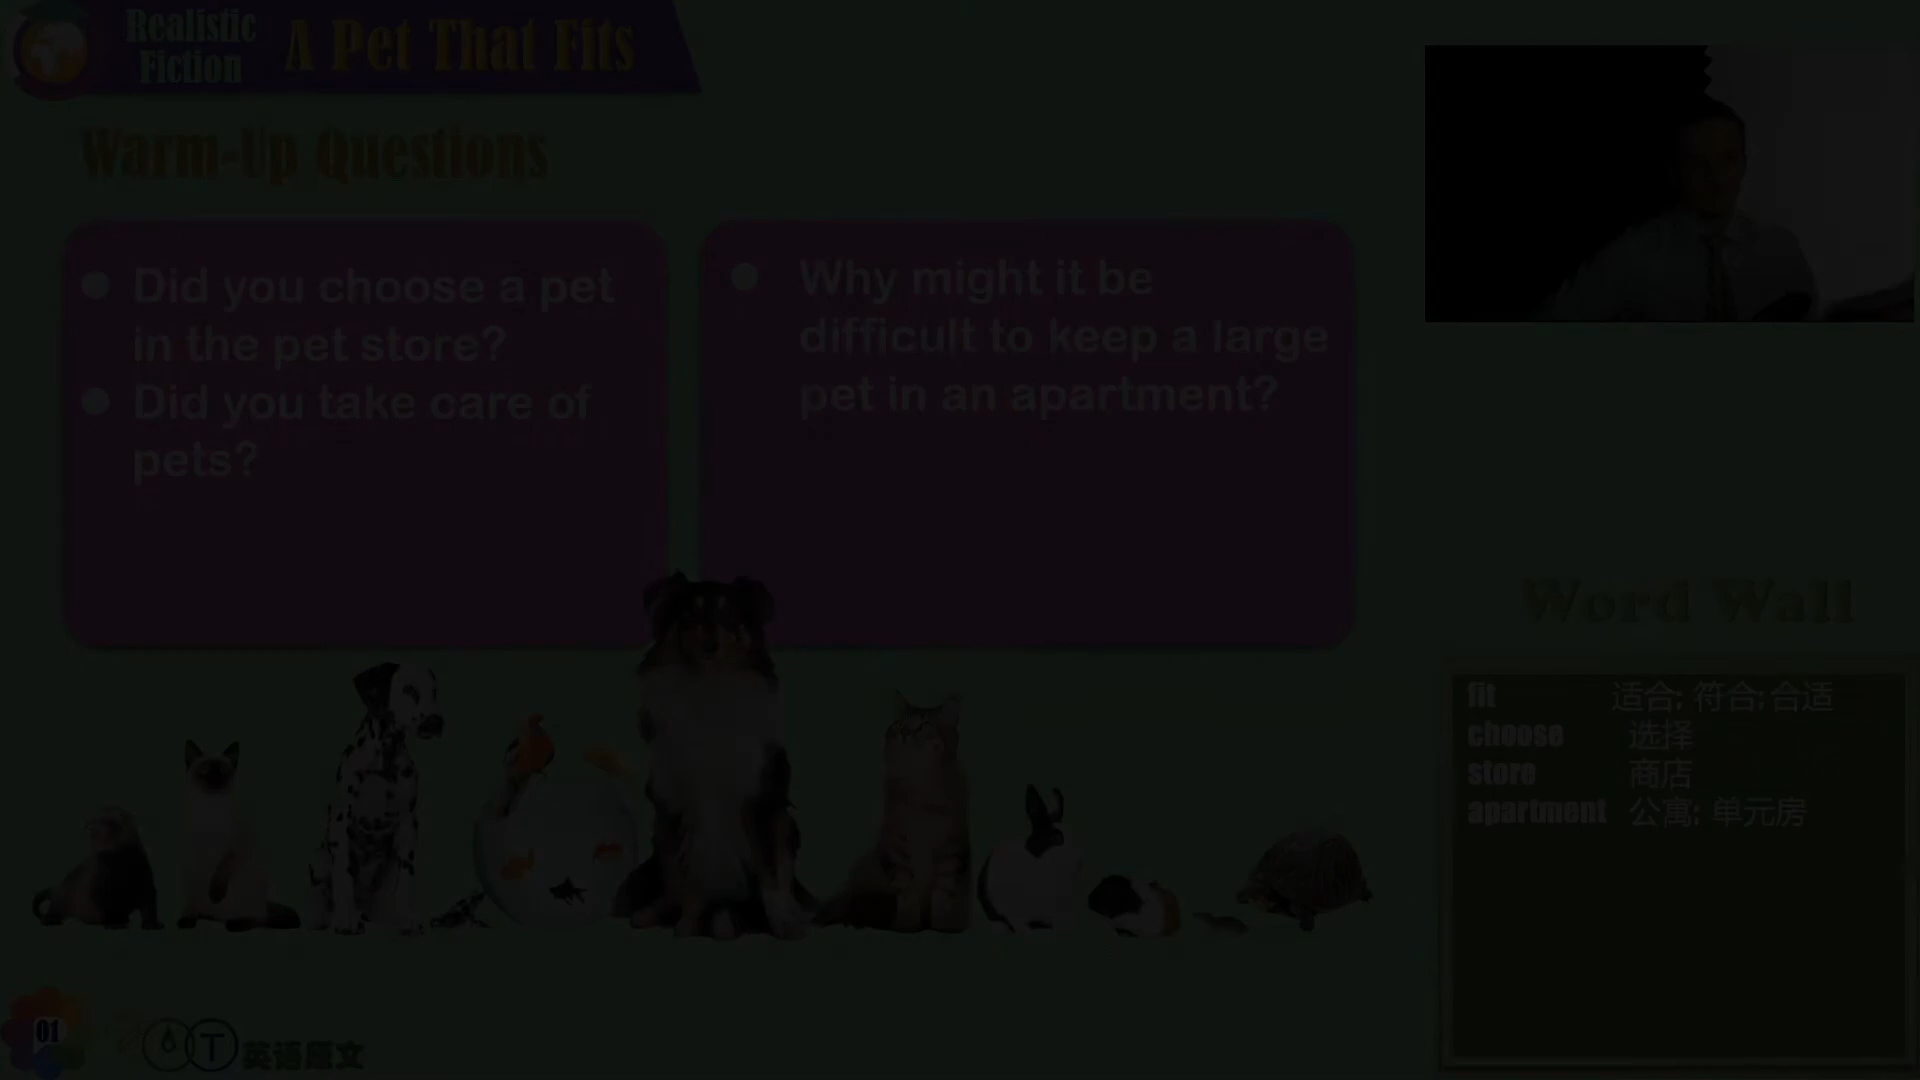 Realistic
Fiction
A Pet That Fits
Warm-Up Questions
Did you choose a pet
in the pet store?
Did you take care of
pets?
Why might it be
difficult to keep a large
pet in an apartment?
Word Wall
fit 适合; 符合; 合适
choose 选择
store 商店
apartment 公寓; 单元房
01
T
英语原文